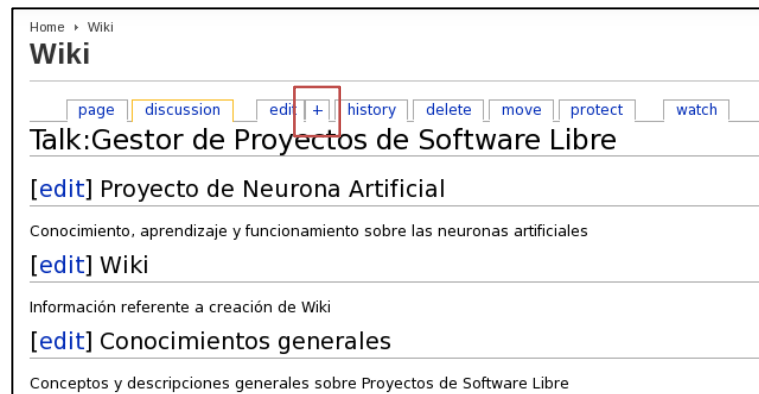 Home ▸ Wiki
Wiki
page discussion edit + history delete move protect watch
Talk:Gestor de Proyectos de Software Libre
[edit] Proyecto de Neurona Artificial
Conocimiento, aprendizaje y funcionamiento sobre las neuronas artificiales
[edit] Wiki
Información referente a creación de Wiki
[edit] Conocimientos generales
Conceptos y descripciones generales sobre Proyectos de Software Libre